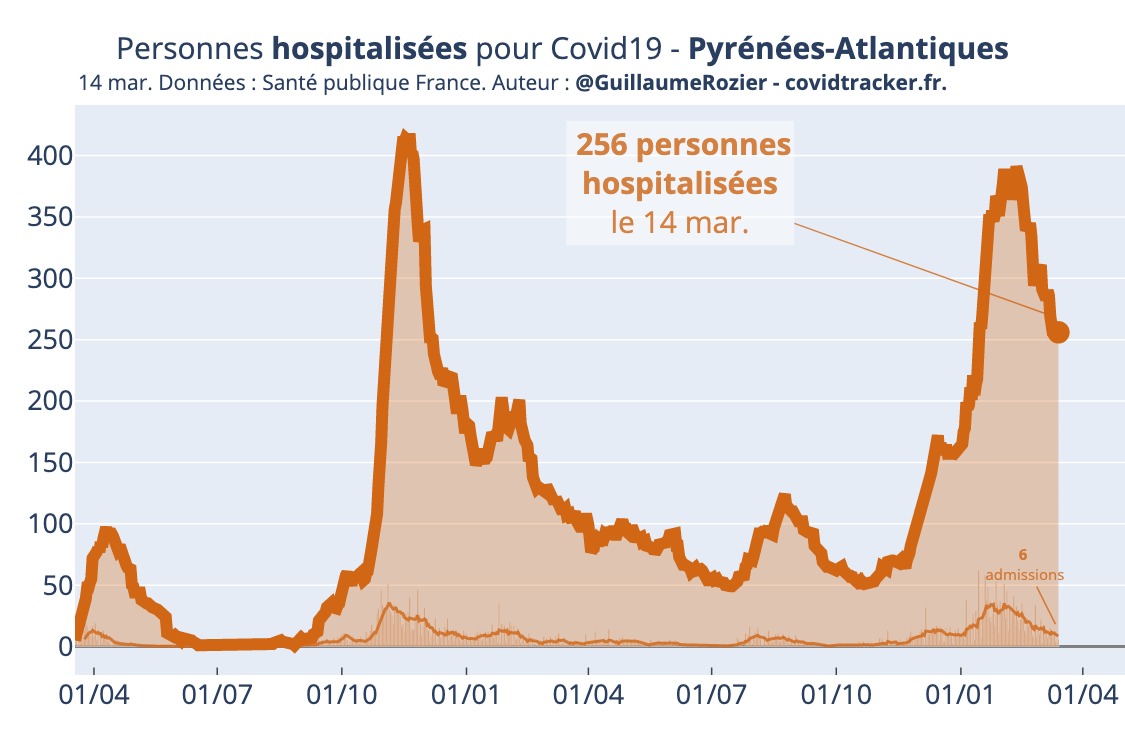 Personnes hospitalisées pour Covid19 - Pyrénées-Atlantiques
14 mar. Données : Santé publique France. Auteur : @GuillaumeRozier - covidtracker.fr.
256 personnes
hospitalisées
le 14 mar.
400
350
300
250
200
150
100
50
0
6
admissions
01/04 01/07 01/10 01/01 01/04 01/07 01/10 01/01 01/04